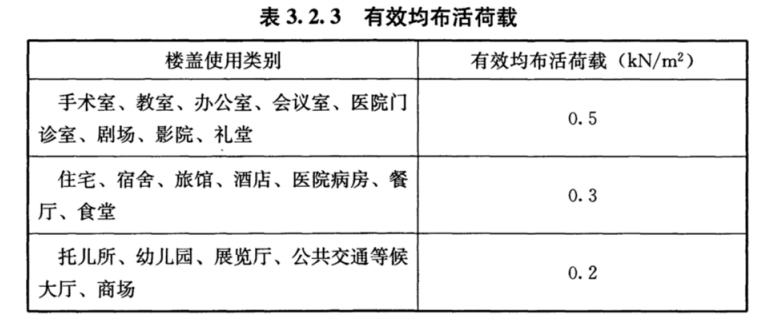 表 3.2.3 有效均布活荷载
楼盖使用类别
有效均布活荷载（kN/m²）
手术室、教室、办公室、会议室、医院门
诊室、剧场、影院、礼堂
0.5
住宅、宿舍、旅馆、酒店、医院病房、餐
厅、食堂
0.3
托儿所、幼儿园、展览厅、公共交通等候
大厅、商场
0.2